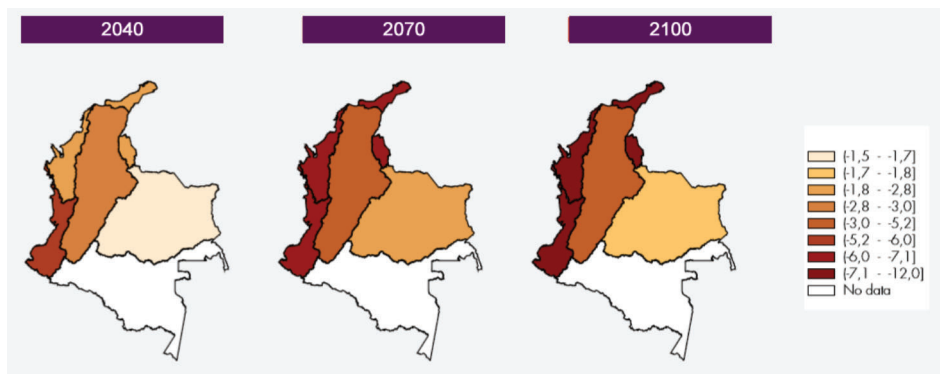 2040
2070
2100
(-1,5 - -1,7]
(-1,7 - -1,8]
(-1,8 - -2,8]
(-2,8 - -3,0]
(-3,0 - -5,2]
(-5,2 - -6,0]
(-6,0 - -7,1]
(-7,1 - -12,0]
No data